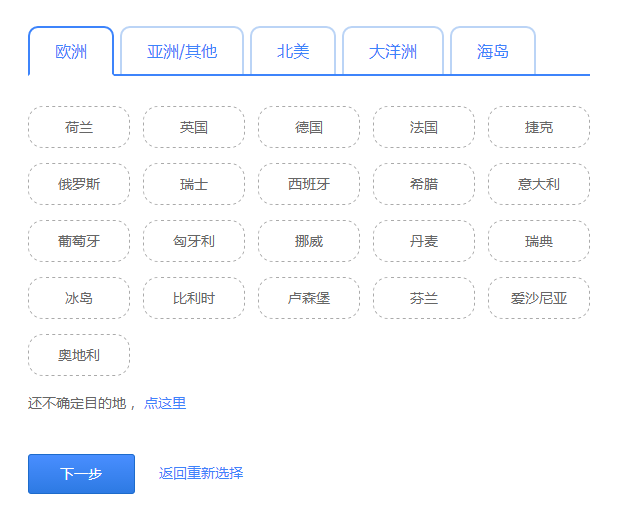 欧洲 亚洲/其他 北美 大洋洲 海岛
荷兰 英国 德国 法国 捷克
俄罗斯 瑞士 西班牙 希腊 意大利
葡萄牙 匈牙利 挪威 丹麦 瑞典
冰岛 比利时 卢森堡 芬兰 爱沙尼亚
奥地利
还不确定目的地， 点这里
下一步 返回重新选择